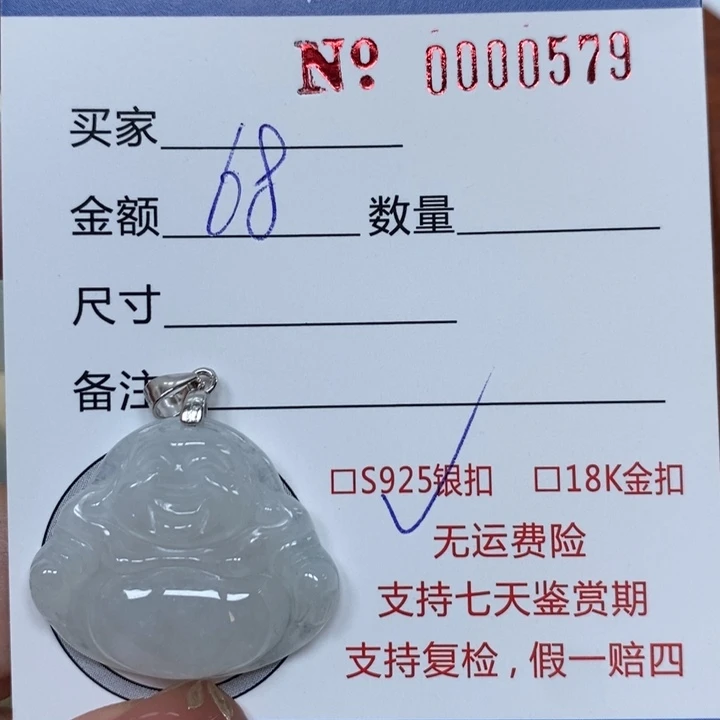 № 0000579
买家
金额 68 数量
尺寸
备注
□S925银扣 □18K金扣
无运费险
支持七天鉴赏期
支持复检，假一赔四